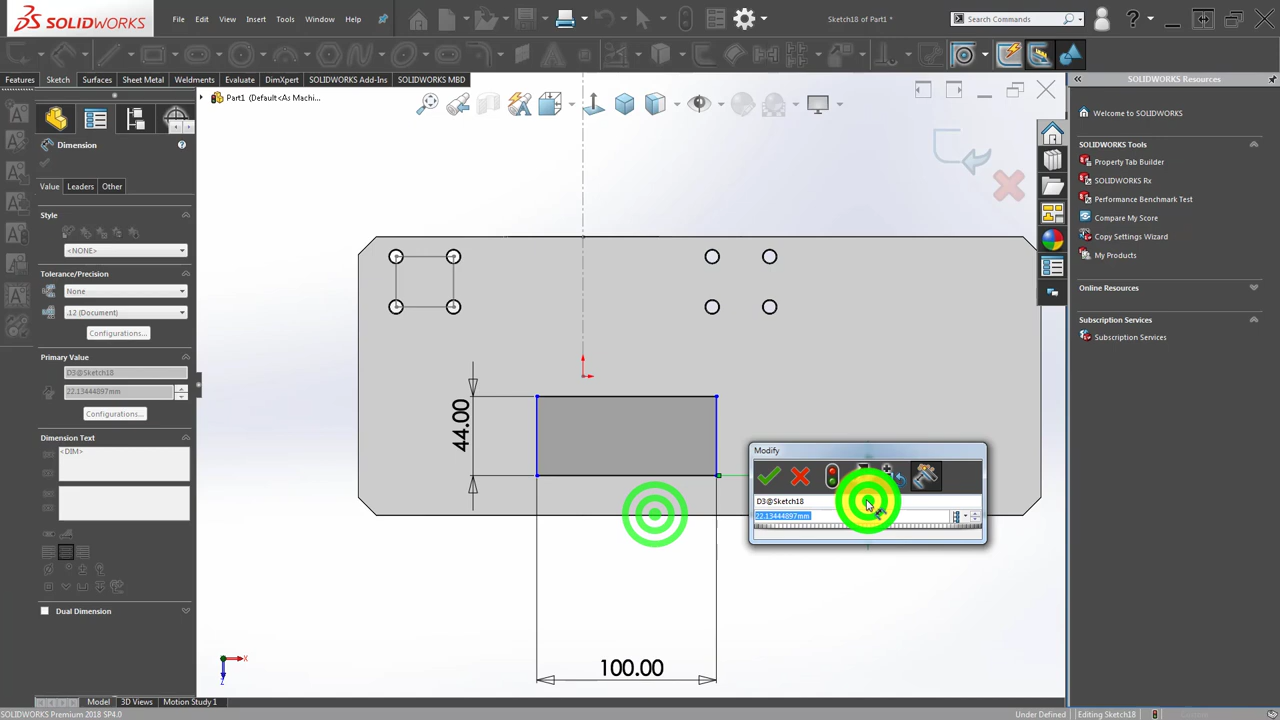 SOLIDWORKS File Edit View Insert Tools Window Help Sketch18 of Part1 * Search Commands ?
Features Sketch Surfaces Sheet Metal Weldments Evaluate DimXpert SOLIDWORKS Add-Ins SOLIDWORKS MBD
SOLIDWORKS Resources
Part1 (Default<As Machi...
Dimension
Value Leaders Other
Style
<NONE>
Tolerance/Precision
None
.12 (Document)
Configurations...
Primary Value
D3@Sketch18
22.13444897mm
Configurations...
Dimension Text
<DIM>
Dual Dimension
44.00
100.00
Modify
D3@Sketch18
22.13444897mm
X
Z
Welcome to SOLIDWORKS
SOLIDWORKS Tools
Property Tab Builder
SOLIDWORKS Rx
Performance Benchmark Test
Compare My Score
Copy Settings Wizard
My Products
Online Resources
Subscription Services
Subscription Services
Model 3D Views Motion Study 1
SOLIDWORKS Premium 2018 SP4.0 Under Defined Editing Sketch18